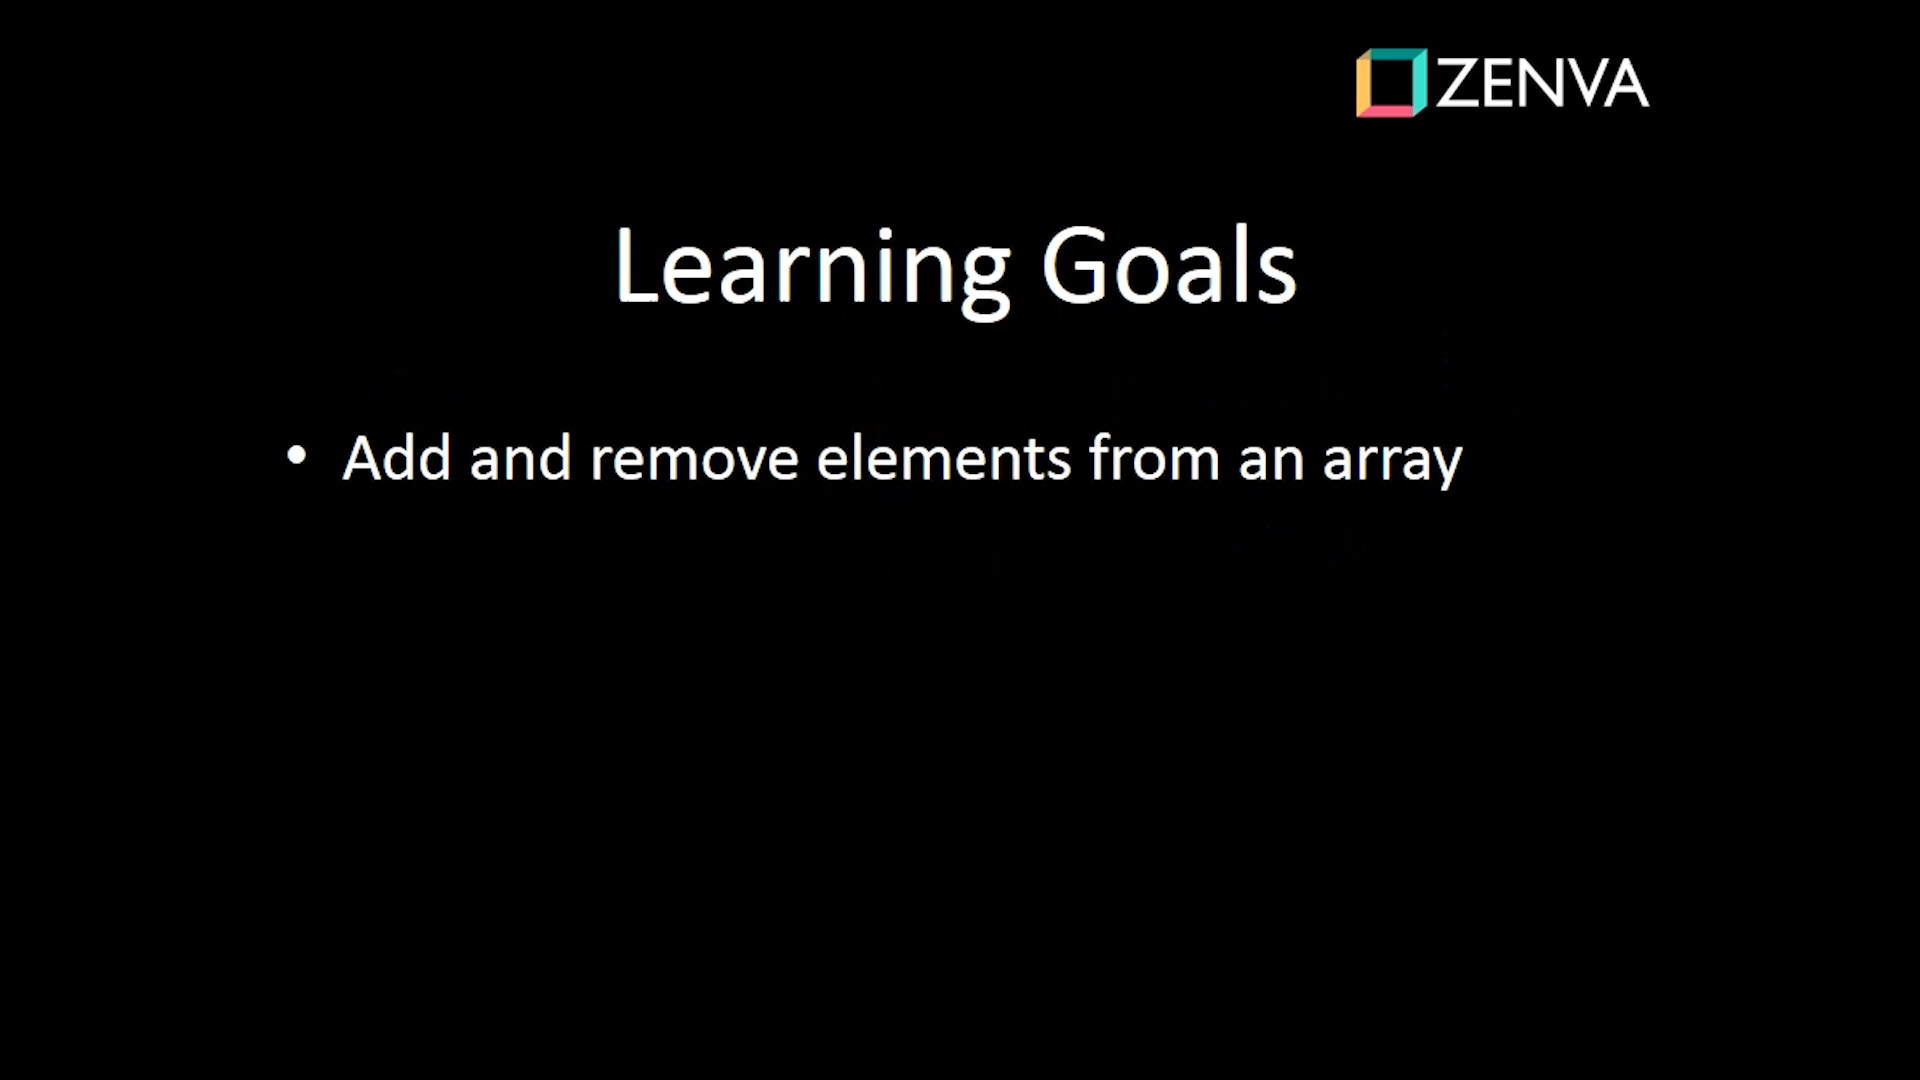 ZENVA
Learning Goals
• Add and remove elements from an array